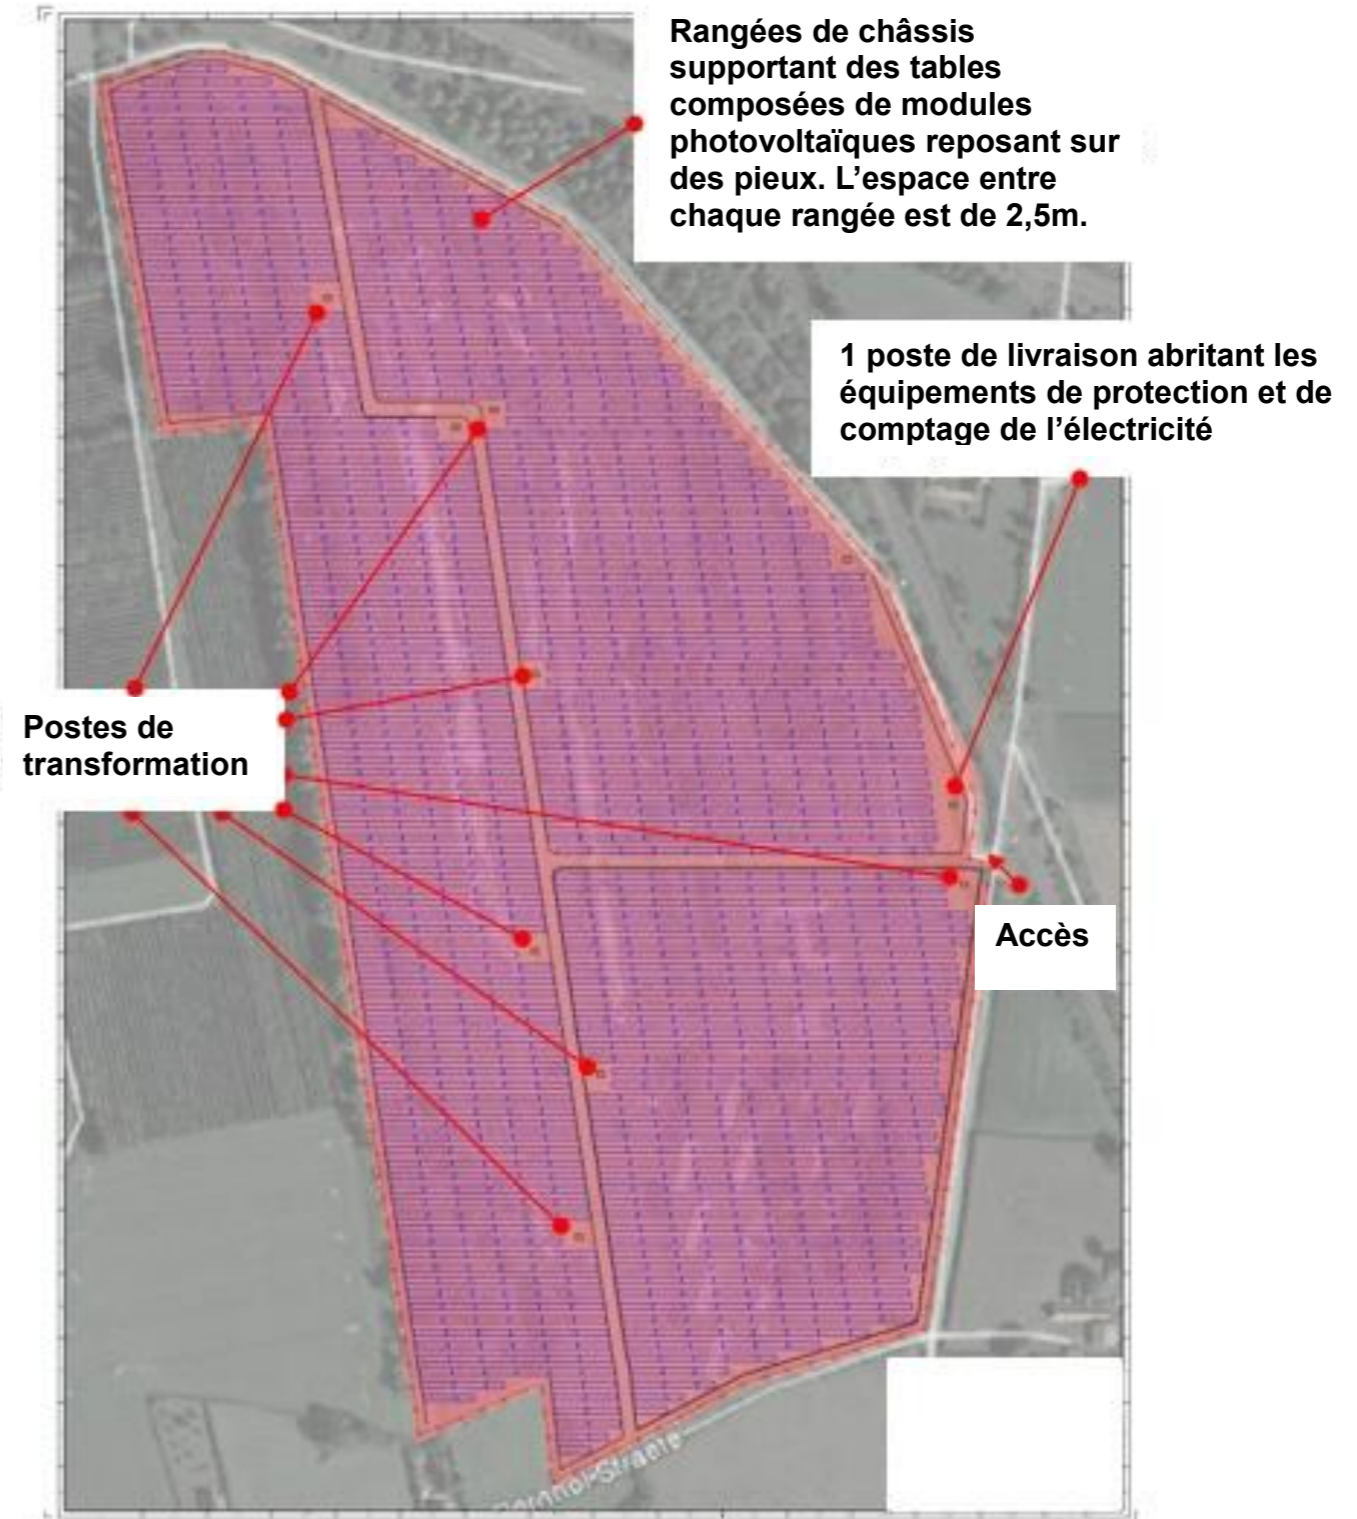 Rangées de châssis
supportant des tables
composées de modules
photovoltaïques reposant sur
des pieux. L’espace entre
chaque rangée est de 2,5m.
1 poste de livraison abritant les
équipements de protection et de
comptage de l’électricité
Postes de
transformation
Accès